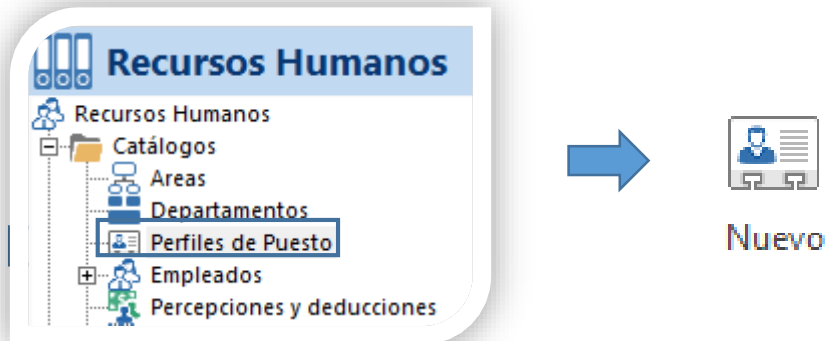 Recursos Humanos
Recursos Humanos
Catálogos
Areas
Departamentos
Perfiles de Puesto
Empleados
Percepciones y deducciones
Nuevo